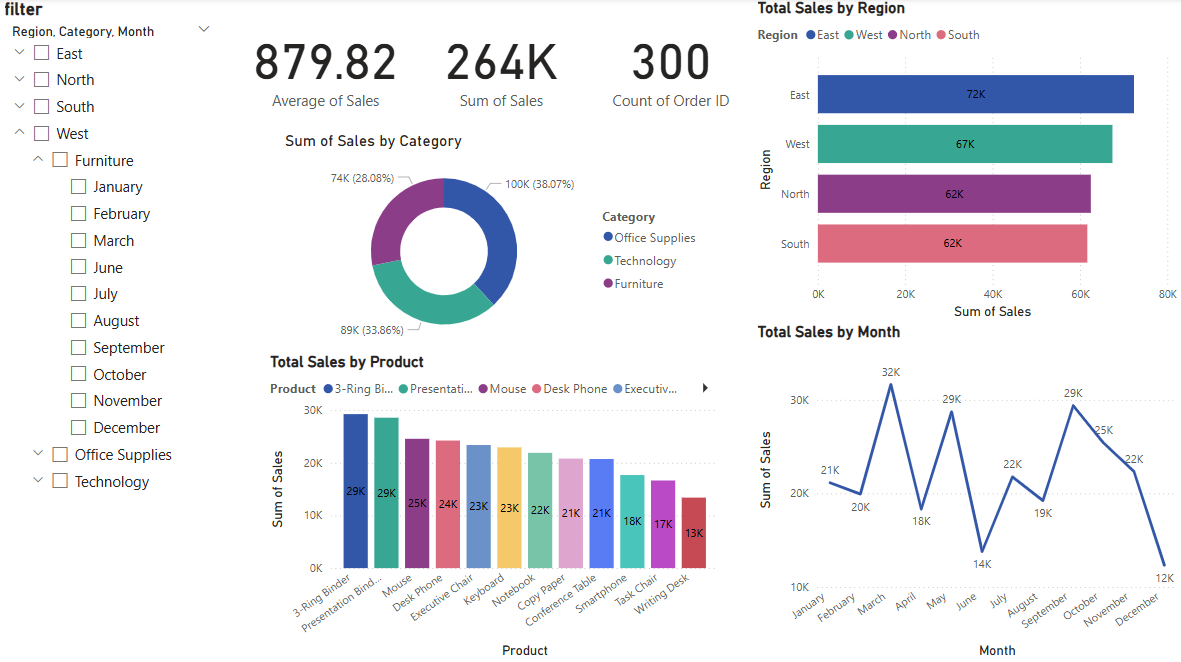 filter
Region, Category, Month
East
North
South
West
Furniture
January
February
March
June
July
August
September
October
November
December
Office Supplies
Technology
879.82
Average of Sales
264K
Sum of Sales
300
Count of Order ID
Sum of Sales by Category
74K (28.08%)
100K (38.07%)
89K (33.86%)
Category
Office Supplies
Technology
Furniture
Total Sales by Product
Product 3-Ring Bi... Presentati... Mouse Desk Phone Executiv...
Sum of Sales
30K
20K
10K
0K
29K 29K 25K 24K 23K 23K 22K 21K 21K 18K 17K 13K
3-Ring Binder
Presentation Bind...
Mouse
Desk Phone
Executive Chair
Keyboard
Notebook
Copy Paper
Conference Table
Smartphone
Task Chair
Writing Desk
Product
Total Sales by Region
Region East West North South
Region
East 72K
West 67K
North 62K
South 62K
0K 20K 40K 60K 80K
Sum of Sales
Total Sales by Month
Sum of Sales
30K
20K
10K
21K 20K 32K 18K 29K 14K 22K 19K 29K 25K 22K 12K
January
February
March
April
May
June
July
August
September
October
November
December
Month